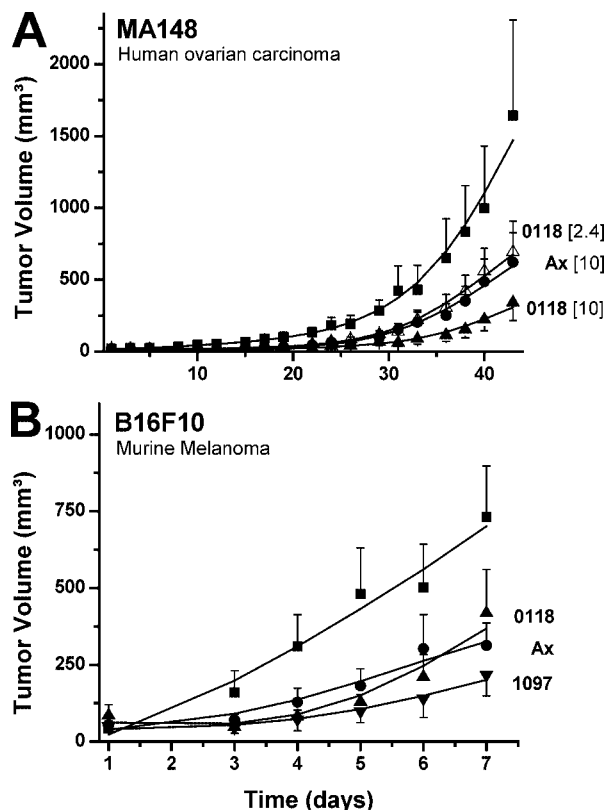 A
MA148
Human ovarian carcinoma
Tumor Volume (mm³)
2000
1500
1000
500
0
10
20
30
40
0118 [2.4]
Ax [10]
0118 [10]
B
B16F10
Murine Melanoma
Tumor Volume (mm³)
1000
750
500
250
0
1
2
3
4
5
6
7
0118
Ax
1097
Time (days)